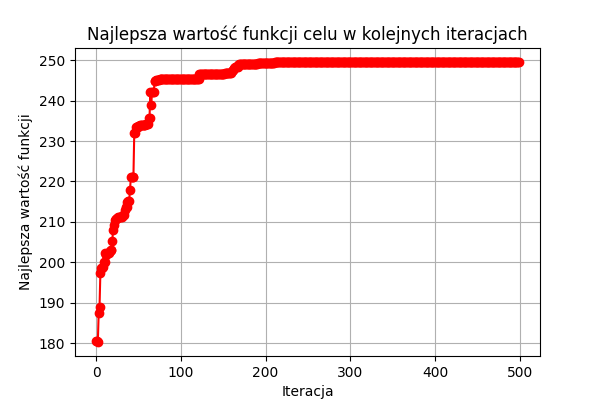 Najlepsza wartość funkcji celu w kolejnych iteracjach
Najlepsza wartość funkcji
250
240
230
220
210
200
190
180
0 100 200 300 400 500
Iteracja